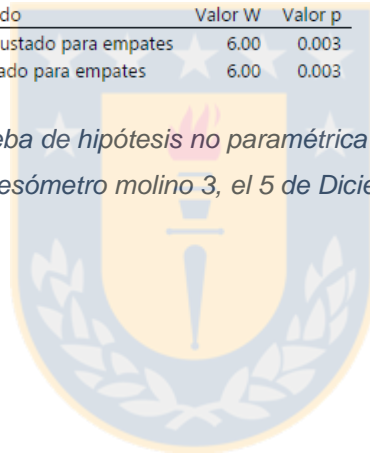 do Valor W Valor p
ustado para empates 6.00 0.003
ado para empates 6.00 0.003
eba de hipótesis no paramétrica
esómetro molino 3, el 5 de Dicie